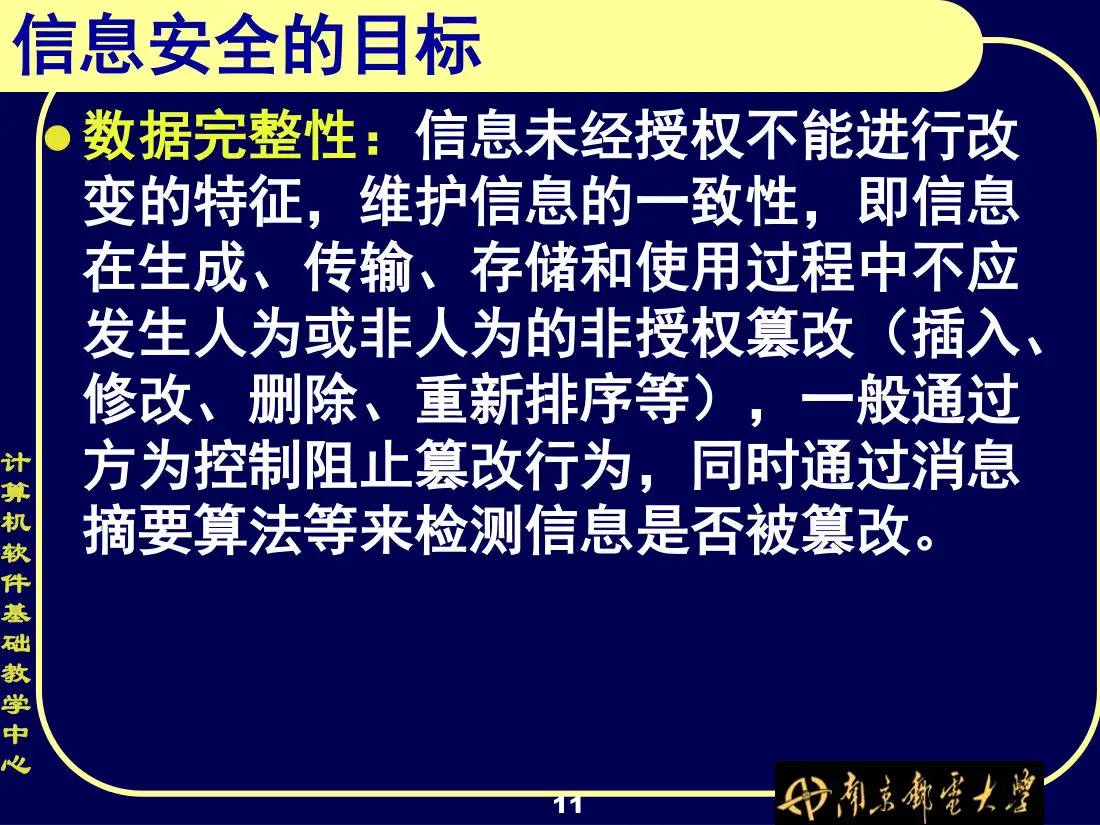 信息安全的目标
数据完整性：信息未经授权不能进行改
变的特征，维护信息的一致性，即信息
在生成、传输、存储和使用过程中不应
发生人为或非人为的非授权篡改（插入、
修改、删除、重新排序等），一般通过
方为控制阻止篡改行为，同时通过消息
摘要算法等来检测信息是否被篡改。
计算机软件基础教学中心
11
南京郵電大學